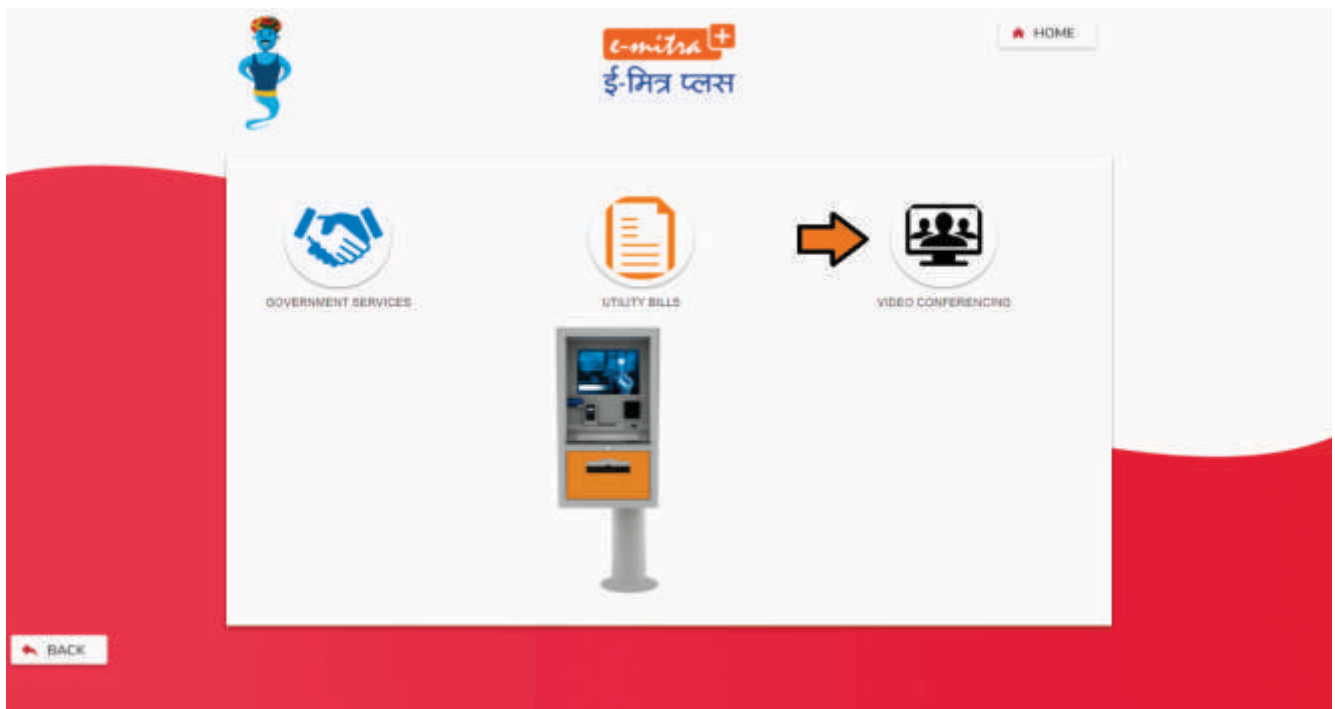 e-mitra +
HOME
ई-मित्र प्लस
GOVERNMENT SERVICES
UTILITY BILLS
VIDEO CONFERENCING
BACK